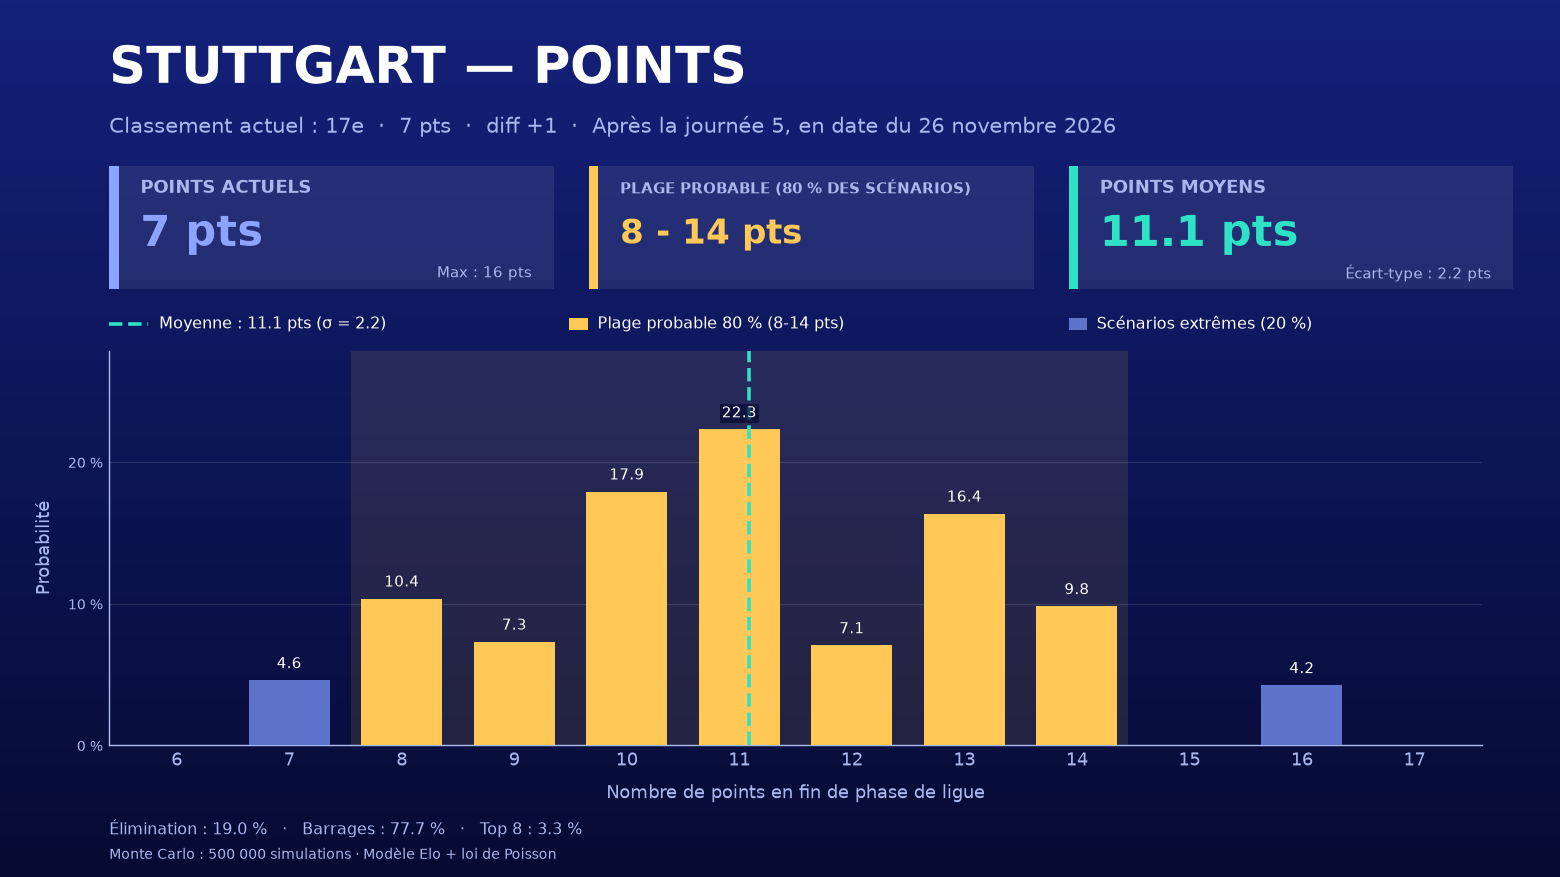 STUTTGART — POINTS
Classement actuel : 17e · 7 pts · diff +1 · Après la journée 5, en date du 26 novembre 2026
POINTS ACTUELS
7 pts
Max : 16 pts
PLAGE PROBABLE (80 % DES SCÉNARIOS)
8 - 14 pts
POINTS MOYENS
11.1 pts
Écart-type : 2.2 pts
Moyenne : 11.1 pts (σ = 2.2)
Plage probable 80 % (8-14 pts)
Scénarios extrêmes (20 %)
Probabilité
20 %
10 %
0 %
4.6
10.4
7.3
17.9
22.3
7.1
16.4
9.8
4.2
6 7 8 9 10 11 12 13 14 15 16 17
Nombre de points en fin de phase de ligue
Élimination : 19.0 % · Barrages : 77.7 % · Top 8 : 3.3 %
Monte Carlo : 500 000 simulations · Modèle Elo + loi de Poisson